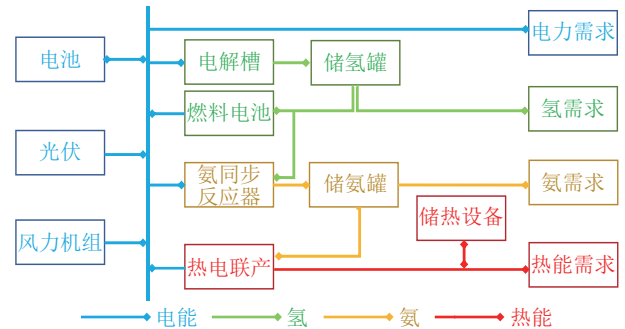 电力需求
电池
电解槽
储氢罐
燃料电池
氢需求
光伏
氨同步
反应器
储氨罐
氨需求
储热设备
风力机组
热电联产
热能需求
电能
氢
氨
热能